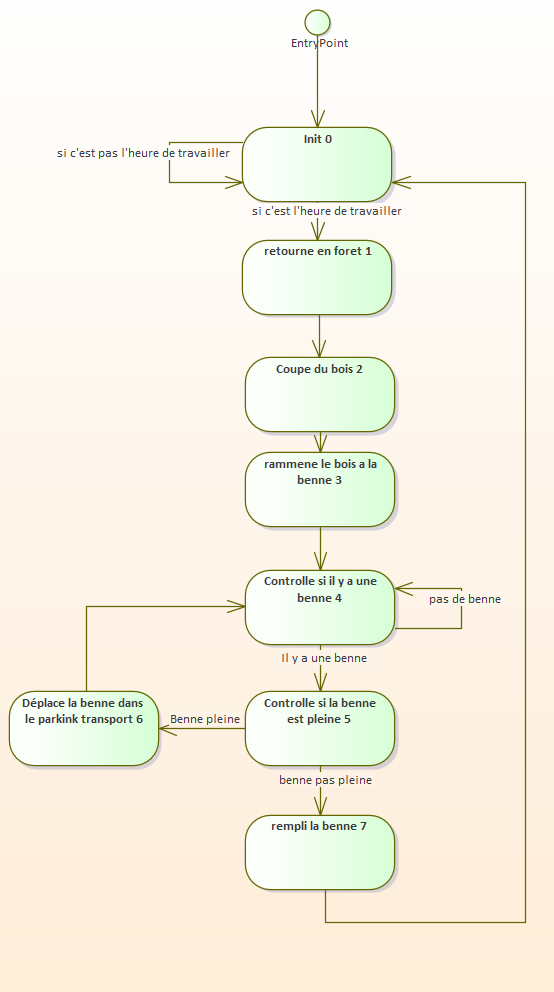 EntryPoint
Init 0
si c'est pas l'heure de travailler
si c'est l'heure de travailler
retourne en foret 1
Coupe du bois 2
rammene le bois a la
benne 3
Controlle si il y a une
benne 4
pas de benne
Il y a une benne
Déplace la benne dans
le parkink transport 6
Benne pleine
Controlle si la benne
est pleine 5
benne pas pleine
rempli la benne 7